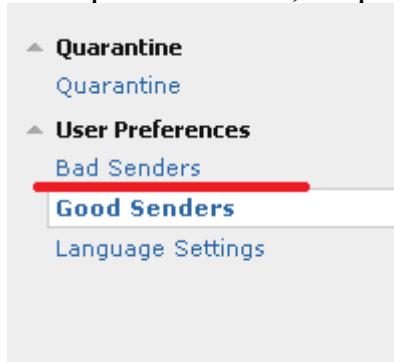 Quarantine
Quarantine
User Preferences
Bad Senders
Good Senders
Language Settings